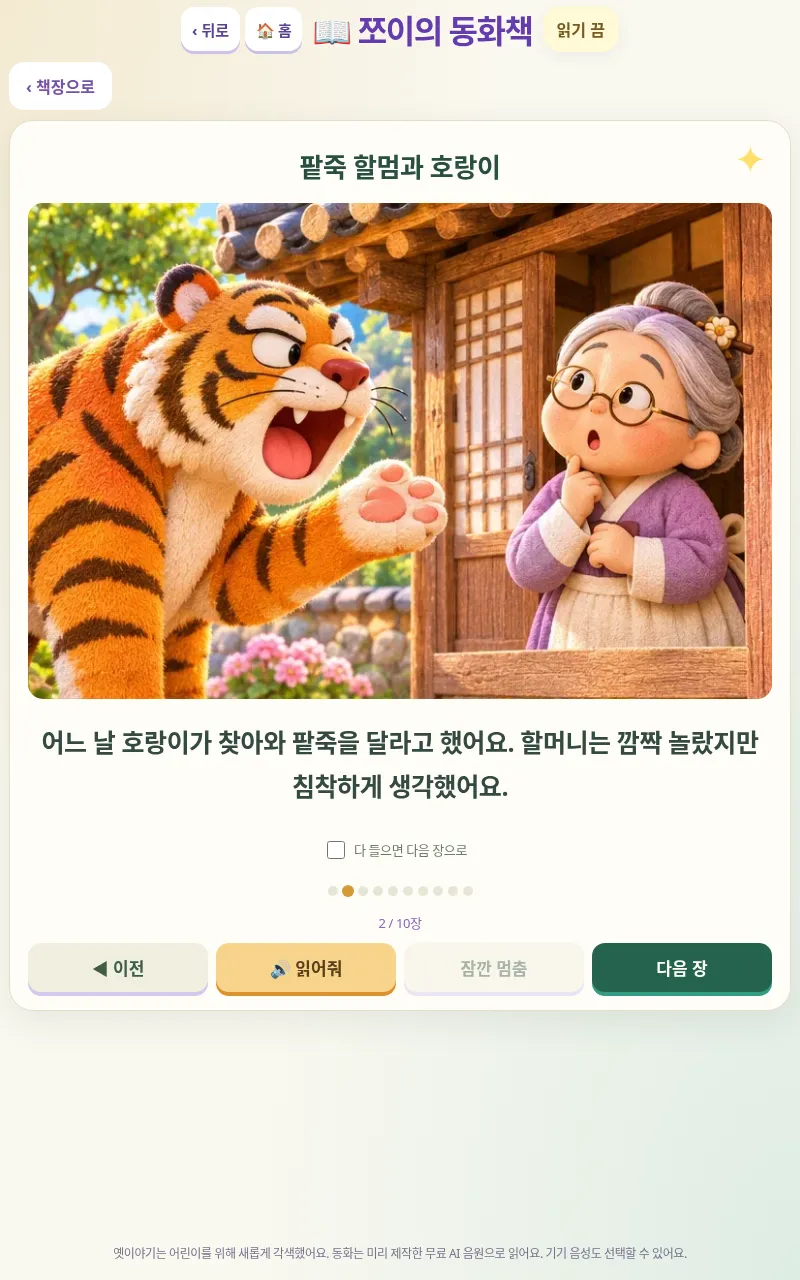 ‹ 뒤로
🏠 홈
📖 쪼이의 동화책
읽기 끝
‹ 책장으로
팥죽 할멈과 호랑이
어느 날 호랑이가 찾아와 팥죽을 달라고 했어요. 할머니는 깜짝 놀랐지만
침착하게 생각했어요.
다 들으면 다음 장으로
2 / 10장
◀ 이전
🔊 읽어줘
잠깐 멈춤
다음 장
옛이야기는 어린이를 위해 새롭게 각색했어요. 동화는 미리 제작한 무료 AI 음원으로 읽어요. 기기 음성도 선택할 수 있어요.